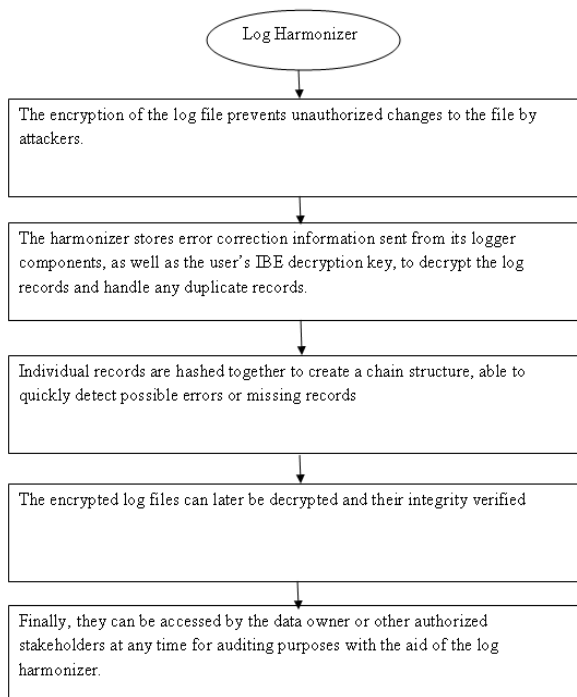 Log Harmonizer
The encryption of the log file prevents unauthorized changes to the file by
attackers.
The harmonizer stores error correction information sent from its logger
components, as well as the user's IBE decryption key, to decrypt the log
records and handle any duplicate records.
Individual records are hashed together to create a chain structure, able to
quickly detect possible errors or missing records
The encrypted log files can later be decrypted and their integrity verified
Finally, they can be accessed by the data owner or other authorized
stakeholders at any time for auditing purposes with the aid of the log
harmonizer.